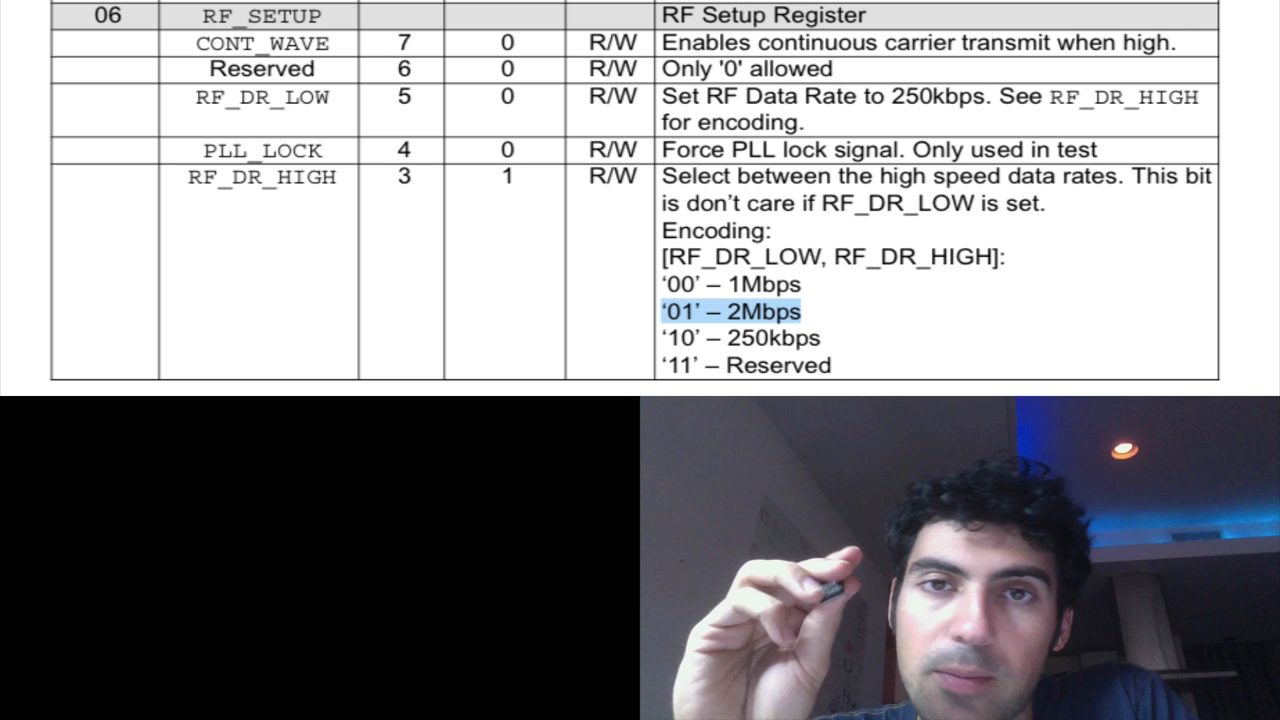 06 RF_SETUP RF Setup Register
CONT_WAVE 7 0 R/W Enables continuous carrier transmit when high.
Reserved 6 0 R/W Only '0' allowed
RF_DR_LOW 5 0 R/W Set RF Data Rate to 250kbps. See RF_DR_HIGH
for encoding.
PLL_LOCK 4 0 R/W Force PLL lock signal. Only used in test
RF_DR_HIGH 3 1 R/W Select between the high speed data rates. This bit
is don’t care if RF_DR_LOW is set.
Encoding:
[RF_DR_LOW, RF_DR_HIGH]:
‘00’ – 1Mbps
‘01’ – 2Mbps
‘10’ – 250kbps
‘11’ – Reserved